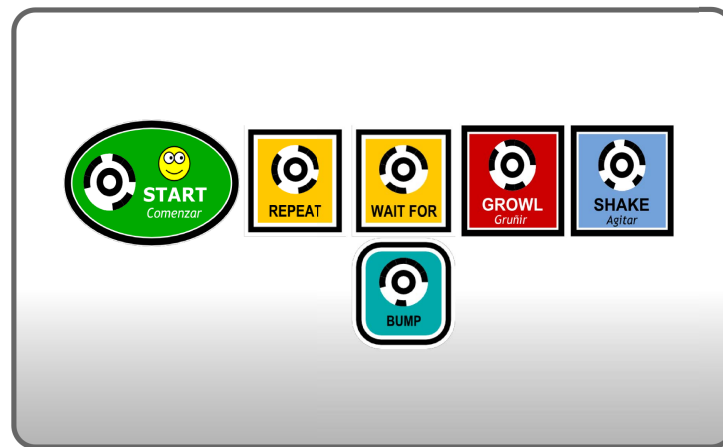 START
Comenzar
REPEAT
WAIT FOR
GROWL
Gruñir
SHAKE
Agitar
BUMP